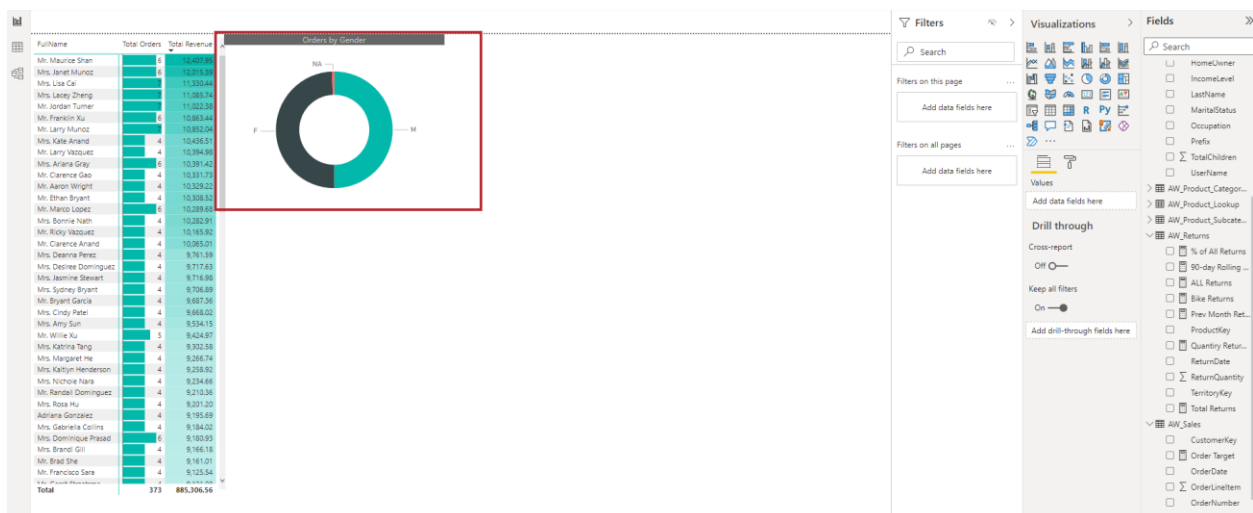 FullName Total Orders Total Revenue
Mr. Maurice Shan 6 12,407.95
Mrs. Janet Munoz 6 12,015.39
Mrs. Lisa Cai 7 11,330.44
Mrs. Lacey Zheng 7 11,085.74
Mr. Jordan Turner 7 11,022.38
Mr. Franklin Xu 6 10,863.44
Mr. Larry Munoz 7 10,852.04
Mrs. Kate Anand 4 10,436.51
Mr. Larry Vazquez 4 10,394.98
Mrs. Ariana Gray 6 10,391.42
Mr. Clarence Gao 4 10,331.73
Mr. Aaron Wright 4 10,329.22
Mr. Ethan Bryant 4 10,308.52
Mr. Marco Lopez 6 10,289.68
Mrs. Bonnie Nath 4 10,282.91
Mr. Ricky Vazquez 4 10,165.92
Mr. Clarence Anand 4 10,065.01
Mrs. Deanna Perez 4 9,761.59
Mrs. Desiree Dominguez 4 9,717.63
Mrs. Jasmine Stewart 4 9,716.98
Mrs. Sydney Bryant 4 9,706.89
Mr. Bryant Garcia 4 9,687.36
Mrs. Cindy Patel 4 9,668.02
Mrs. Amy Sun 4 9,534.15
Mr. Willie Xu 5 9,424.97
Mrs. Katrina Tang 4 9,302.58
Mrs. Margaret He 4 9,266.74
Mrs. Kaitlyn Henderson 4 9,258.92
Mrs. Nichole Nara 4 9,234.66
Mr. Randall Dominguez 4 9,210.36
Mrs. Rosa Hu 4 9,201.20
Adriana Gonzalez 4 9,195.69
Mrs. Gabriella Collins 4 9,184.02
Mrs. Dominique Prasad 6 9,180.93
Mrs. Brandi Gill 4 9,166.18
Mr. Brad She 4 9,161.01
Mr. Francisco Sara 4 9,125.54
Total 373 885,306.56
Orders by Gender
NA
F
M
Filters
Search
Filters on this page ...
Add data fields here
Filters on all pages ...
Add data fields here
Visualizations
R Py
...
Values
Add data fields here
Drill through
Cross-report
Off
Keep all filters
On
Add drill-through fields here
Fields
Search
HomeOwner
IncomeLevel
LastName
MaritalStatus
Occupation
Prefix
∑ TotalChildren
UserName
AW_Product_Categor...
AW_Product_Lookup
AW_Product_Subcate...
AW_Returns
% of All Returns
90-day Rolling ...
ALL Returns
Bike Returns
Prev Month Ret...
ProductKey
Quantiry Retur...
ReturnDate
∑ ReturnQuantity
TerritoryKey
Total Returns
AW_Sales
CustomerKey
Order Target
OrderDate
∑ OrderLineItem
OrderNumber